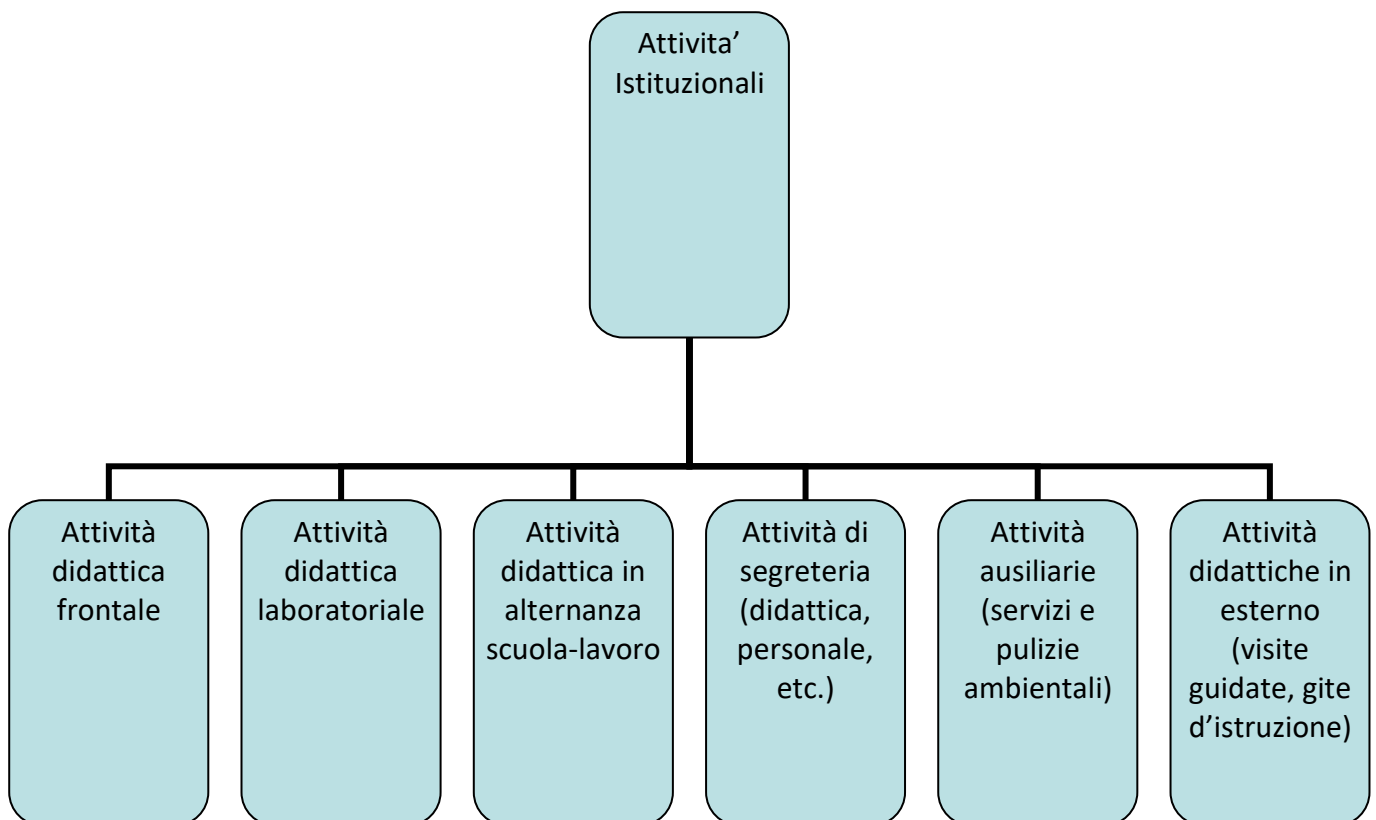 Attivita’
Istituzionali
Attività
didattica
frontale
Attività
didattica
laboratoriale
Attività
didattica in
alternanza
scuola-lavoro
Attività di
segreteria
(didattica,
personale,
etc.)
Attività
ausiliarie
(servizi e
pulizie
ambientali)
Attività
didattiche in
esterno
(visite
guidate, gite
d’istruzione)